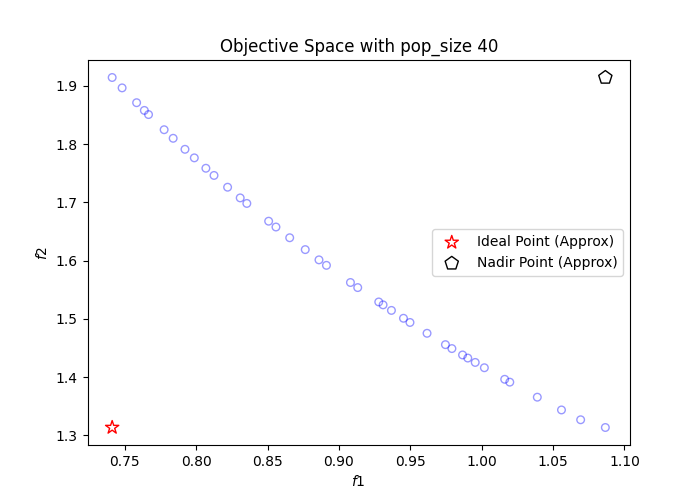 Objective Space with pop_size 40
1.9
1.8
1.7
1.6
1.5
1.4
1.3
f2
Ideal Point (Approx)
Nadir Point (Approx)
0.75 0.80 0.85 0.90 0.95 1.00 1.05 1.10
f1